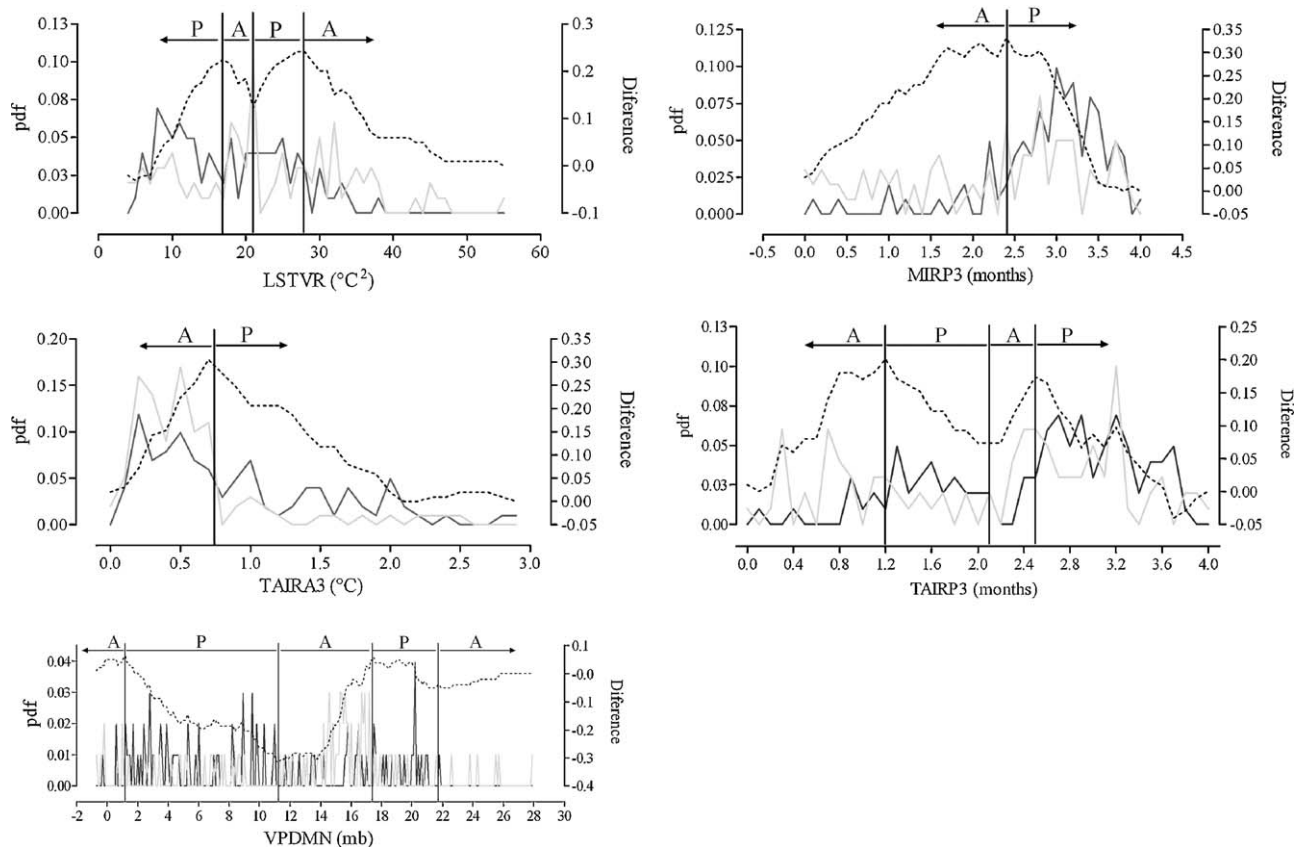 P A P A
0.13 0.3
0.10 0.2
0.08 0.1
0.05 0.0
0.03
0.00 -0.1
pdf
Diference
0 10 20 30 40 50 60
LSTVR (°C²)
A P
0.125 0.35
0.100 0.30
0.25
0.075 0.20
0.15
0.050 0.10
0.025 0.05
0.00
0.000 -0.05
pdf
Diference
-0.5 0.0 0.5 1.0 1.5 2.0 2.5 3.0 3.5 4.0 4.5
MIRP3 (months)
A P
0.20 0.35
0.30
0.15 0.25
0.20
0.10 0.15
0.10
0.05 0.05
0.00
0.00 -0.05
pdf
Diference
0.0 0.5 1.0 1.5 2.0 2.5 3.0
TAIRA3 (°C)
A P A P
0.13 0.25
0.10 0.20
0.08 0.15
0.10
0.05 0.05
0.03 0.00
0.00 -0.05
pdf
Diference
0.0 0.4 0.8 1.2 1.6 2.0 2.4 2.8 3.2 3.6 4.0
TAIRP3 (months)
A P A P A
0.04 0.1
0.03 -0.0
0.02 -0.1
-0.2
0.01 -0.3
0.00 -0.4
pdf
Diference
-2 0 2 4 6 8 10 12 14 16 18 20 22 24 26 28 30
VPDMN (mb)